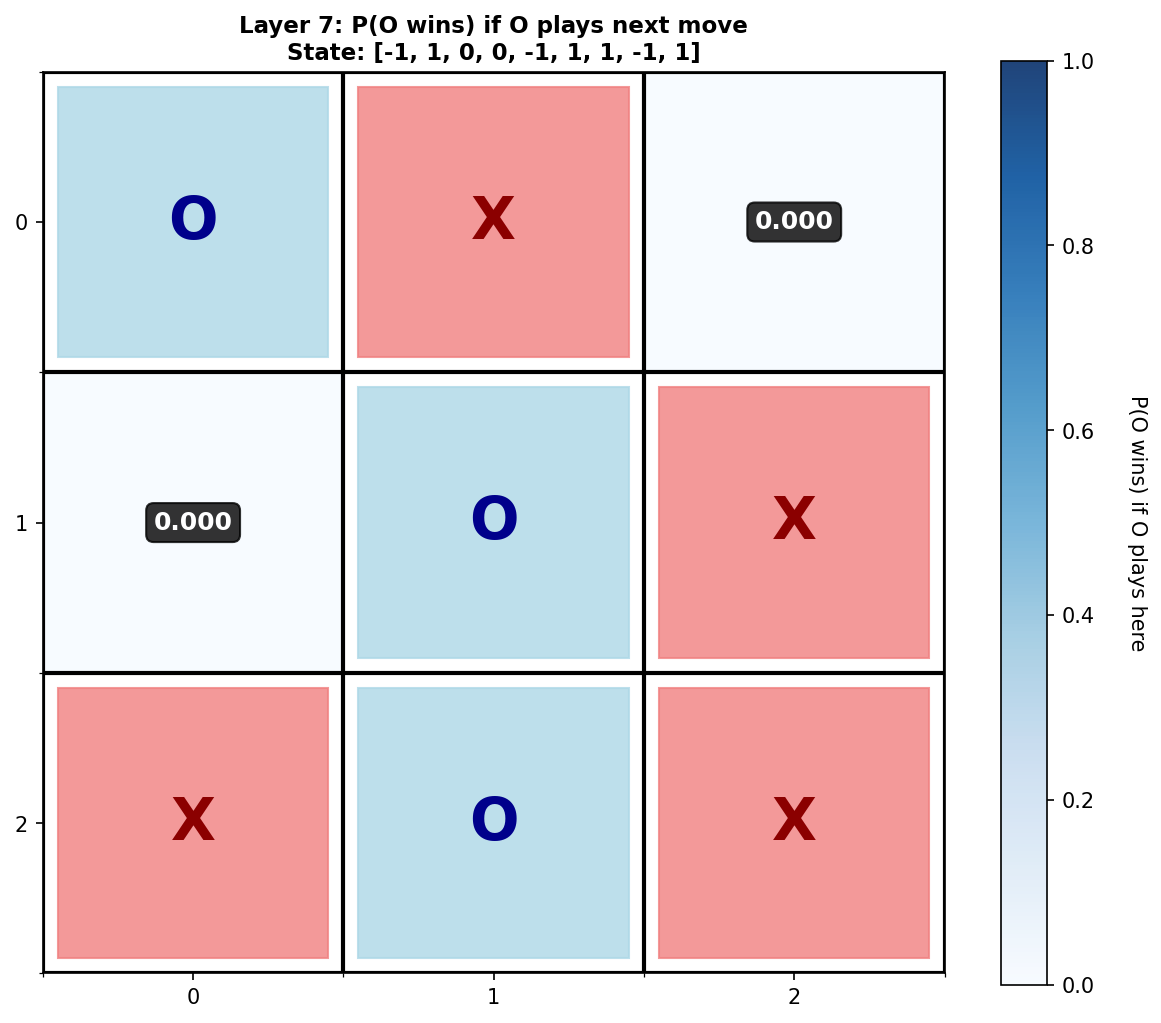 Layer 7: P(O wins) if O plays next move
State: [-1, 1, 0, 0, -1, 1, 1, -1, 1]
O X 0.000
0.000 O X
X O X
0
1
2
0 1 2
1.0
0.8
0.6
0.4
0.2
0.0
P(O wins) if O plays here